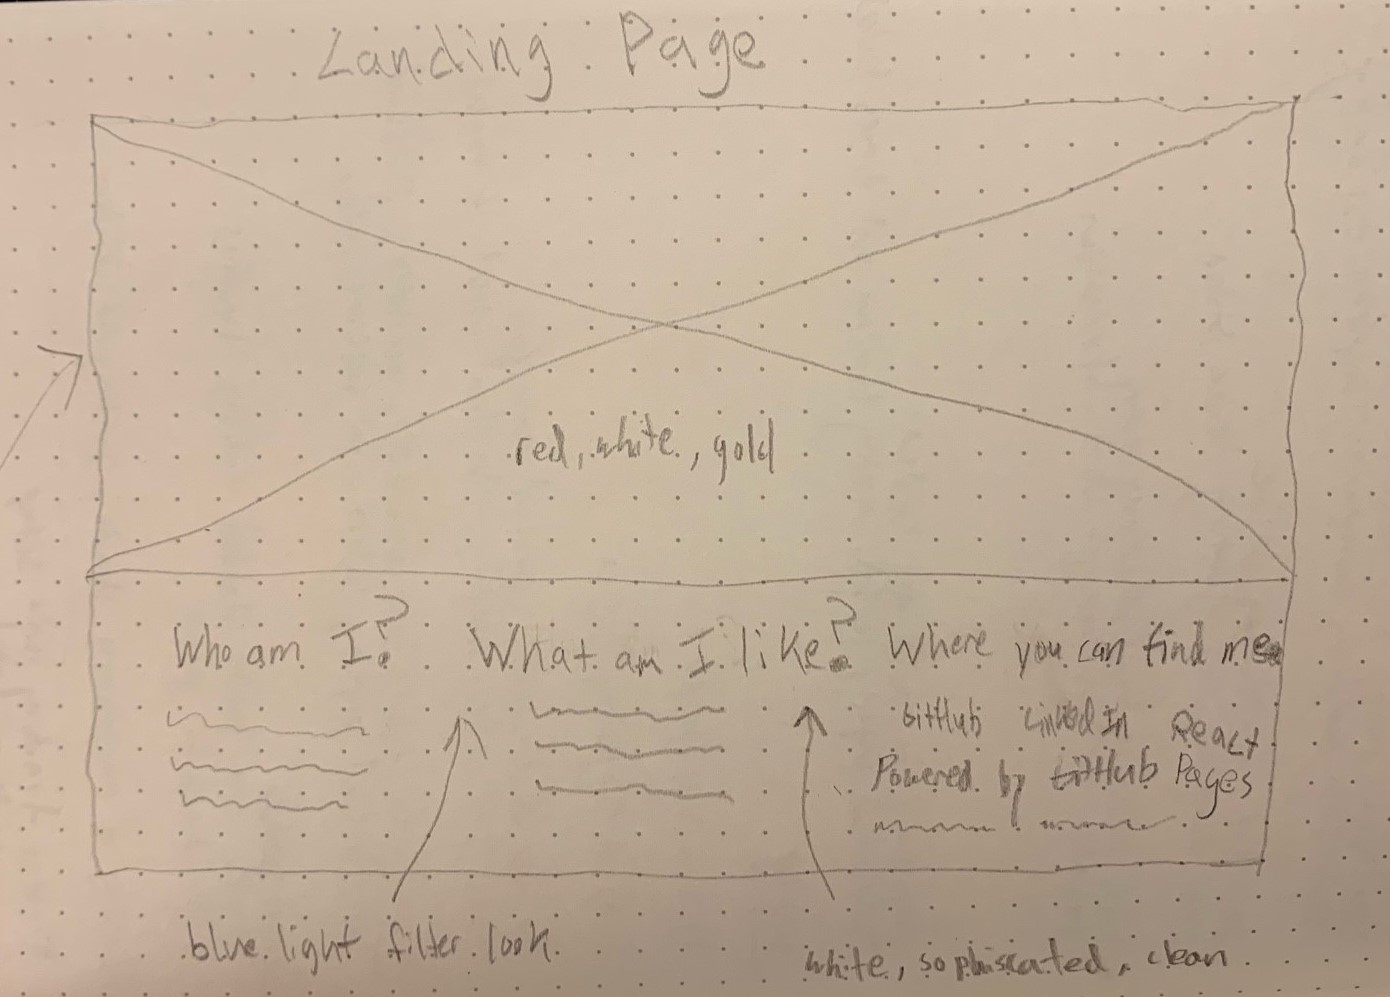 Landing Page
red, white, gold
Who am I? What am I like? Where you can find me
GitHub LinkedIn React
Powered by GitHub Pages
blue light filter look
white, sophiscated, clean